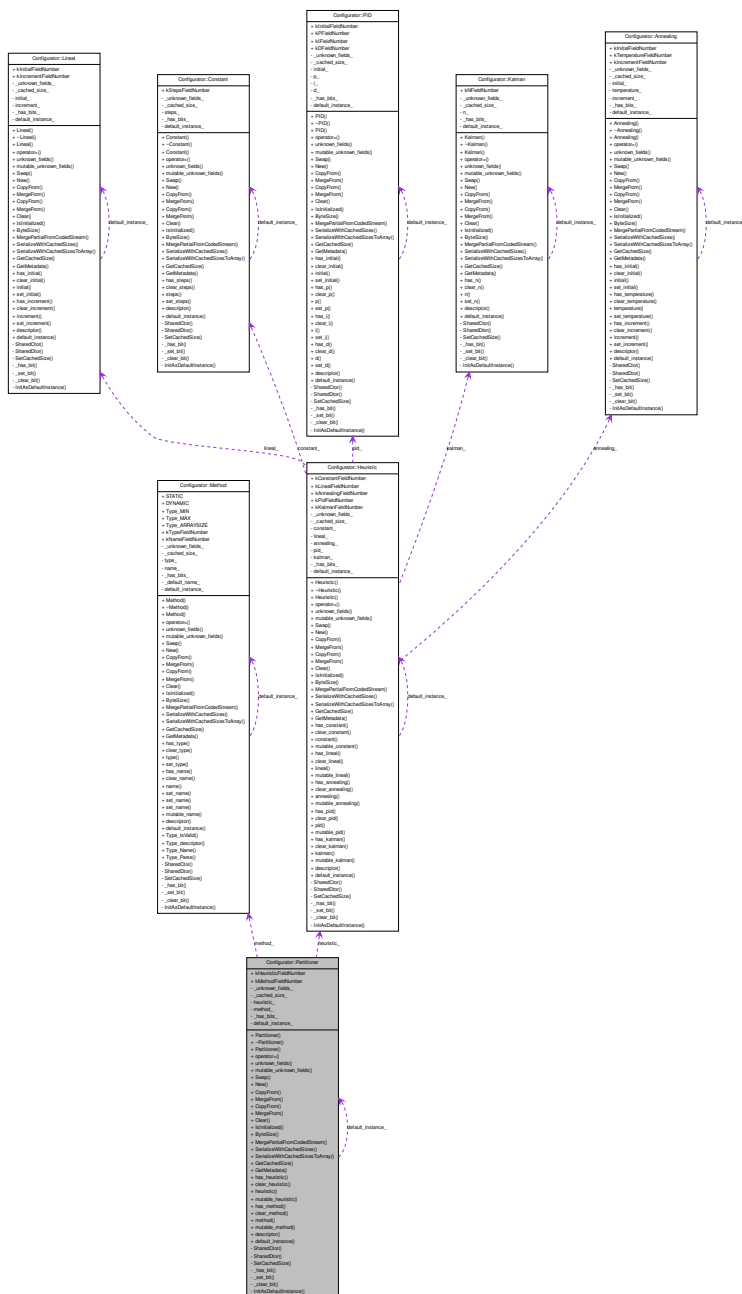 Configurator::Lineal
+ kInitialFieldNumber
+ kIncrementFieldNumber
- _unknown_fields_
- _cached_size_
- initial_
- increment_
- _has_bits_
- default_instance_
+ Lineal()
+ ~Lineal()
+ Lineal()
+ operator=()
+ unknown_fields()
+ mutable_unknown_fields()
+ Swap()
+ New()
+ CopyFrom()
+ MergeFrom()
+ CopyFrom()
+ MergeFrom()
+ Clear()
+ IsInitialized()
+ ByteSize()
+ MergePartialFromCodedStream()
+ SerializeWithCachedSizes()
+ SerializeWithCachedSizesToArray()
+ GetCachedSize()
+ GetMetadata()
+ has_initial()
+ clear_initial()
+ initial()
+ set_initial()
+ has_increment()
+ clear_increment()
+ increment()
+ set_increment()
+ descriptor()
+ default_instance()
- SharedCtor()
- SharedDtor()
- SetCachedSize()
- _has_bit()
- _set_bit()
- _clear_bit()
- InitAsDefaultInstance()
default_instance_
Configurator::Constant
+ kStepsFieldNumber
- _unknown_fields_
- _cached_size_
- steps_
- _has_bits_
- default_instance_
+ Constant()
+ ~Constant()
+ Constant()
+ operator=()
+ unknown_fields()
+ mutable_unknown_fields()
+ Swap()
+ New()
+ CopyFrom()
+ MergeFrom()
+ CopyFrom()
+ MergeFrom()
+ Clear()
+ IsInitialized()
+ ByteSize()
+ MergePartialFromCodedStream()
+ SerializeWithCachedSizes()
+ SerializeWithCachedSizesToArray()
+ GetCachedSize()
+ GetMetadata()
+ has_steps()
+ clear_steps()
+ steps()
+ set_steps()
+ descriptor()
+ default_instance()
- SharedCtor()
- SharedDtor()
- SetCachedSize()
- _has_bit()
- _set_bit()
- _clear_bit()
- InitAsDefaultInstance()
default_instance_
Configurator::PID
+ kInitialFieldNumber
+ kPFieldNumber
+ kIFieldNumber
+ kDFieldNumber
- _unknown_fields_
- _cached_size_
- initial_
- p_
- i_
- d_
- _has_bits_
- default_instance_
+ PID()
+ ~PID()
+ PID()
+ operator=()
+ unknown_fields()
+ mutable_unknown_fields()
+ Swap()
+ New()
+ CopyFrom()
+ MergeFrom()
+ CopyFrom()
+ MergeFrom()
+ Clear()
+ IsInitialized()
+ ByteSize()
+ MergePartialFromCodedStream()
+ SerializeWithCachedSizes()
+ SerializeWithCachedSizesToArray()
+ GetCachedSize()
+ GetMetadata()
+ has_initial()
+ clear_initial()
+ initial()
+ set_initial()
+ has_p()
+ clear_p()
+ p()
+ set_p()
+ has_i()
+ clear_i()
+ i()
+ set_i()
+ has_d()
+ clear_d()
+ d()
+ set_d()
+ descriptor()
+ default_instance()
- SharedCtor()
- SharedDtor()
- SetCachedSize()
- _has_bit()
- _set_bit()
- _clear_bit()
- InitAsDefaultInstance()
default_instance_
Configurator::Kalman
+ kNFieldNumber
- _unknown_fields_
- _cached_size_
- n_
- _has_bits_
- default_instance_
+ Kalman()
+ ~Kalman()
+ Kalman()
+ operator=()
+ unknown_fields()
+ mutable_unknown_fields()
+ Swap()
+ New()
+ CopyFrom()
+ MergeFrom()
+ CopyFrom()
+ MergeFrom()
+ Clear()
+ IsInitialized()
+ ByteSize()
+ MergePartialFromCodedStream()
+ SerializeWithCachedSizes()
+ SerializeWithCachedSizesToArray()
+ GetCachedSize()
+ GetMetadata()
+ has_n()
+ clear_n()
+ n()
+ set_n()
+ descriptor()
+ default_instance()
- SharedCtor()
- SharedDtor()
- SetCachedSize()
- _has_bit()
- _set_bit()
- _clear_bit()
- InitAsDefaultInstance()
default_instance_
Configurator::Annealing
+ kInitialFieldNumber
+ kTemperatureFieldNumber
+ kIncrementFieldNumber
- _unknown_fields_
- _cached_size_
- initial_
- temperature_
- increment_
- _has_bits_
- default_instance_
+ Annealing()
+ ~Annealing()
+ Annealing()
+ operator=()
+ unknown_fields()
+ mutable_unknown_fields()
+ Swap()
+ New()
+ CopyFrom()
+ MergeFrom()
+ CopyFrom()
+ MergeFrom()
+ Clear()
+ IsInitialized()
+ ByteSize()
+ MergePartialFromCodedStream()
+ SerializeWithCachedSizes()
+ SerializeWithCachedSizesToArray()
+ GetCachedSize()
+ GetMetadata()
+ has_initial()
+ clear_initial()
+ initial()
+ set_initial()
+ has_temperature()
+ clear_temperature()
+ temperature()
+ set_temperature()
+ has_increment()
+ clear_increment()
+ increment()
+ set_increment()
+ descriptor()
+ default_instance()
- SharedCtor()
- SharedDtor()
- SetCachedSize()
- _has_bit()
- _set_bit()
- _clear_bit()
- InitAsDefaultInstance()
default_instance_
lineal_
constant_
pid_
kalman_
annealing_
Configurator::Method
+ STATIC
+ DYNAMIC
+ Type_MIN
+ Type_MAX
+ Type_ARRAYSIZE
+ kTypeFieldNumber
+ kNameFieldNumber
- _unknown_fields_
- _cached_size_
- type_
- name_
- _has_bits_
- _default_name_
- default_instance_
+ Method()
+ ~Method()
+ Method()
+ operator=()
+ unknown_fields()
+ mutable_unknown_fields()
+ Swap()
+ New()
+ CopyFrom()
+ MergeFrom()
+ CopyFrom()
+ MergeFrom()
+ Clear()
+ IsInitialized()
+ ByteSize()
+ MergePartialFromCodedStream()
+ SerializeWithCachedSizes()
+ SerializeWithCachedSizesToArray()
+ GetCachedSize()
+ GetMetadata()
+ has_type()
+ clear_type()
+ type()
+ set_type()
+ has_name()
+ clear_name()
+ name()
+ set_name()
+ set_name()
+ set_name()
+ mutable_name()
+ descriptor()
+ default_instance()
+ Type_IsValid()
+ Type_descriptor()
+ Type_Name()
+ Type_Parse()
- SharedCtor()
- SharedDtor()
- SetCachedSize()
- _has_bit()
- _set_bit()
- _clear_bit()
- InitAsDefaultInstance()
default_instance_
Configurator::Heuristic
+ kConstantFieldNumber
+ kLinealFieldNumber
+ kAnnealingFieldNumber
+ kPidFieldNumber
+ kKalmanFieldNumber
- _unknown_fields_
- _cached_size_
- constant_
- lineal_
- annealing_
- pid_
- kalman_
- _has_bits_
- default_instance_
+ Heuristic()
+ ~Heuristic()
+ Heuristic()
+ operator=()
+ unknown_fields()
+ mutable_unknown_fields()
+ Swap()
+ New()
+ CopyFrom()
+ MergeFrom()
+ CopyFrom()
+ MergeFrom()
+ Clear()
+ IsInitialized()
+ ByteSize()
+ MergePartialFromCodedStream()
+ SerializeWithCachedSizes()
+ SerializeWithCachedSizesToArray()
+ GetCachedSize()
+ GetMetadata()
+ has_constant()
+ clear_constant()
+ constant()
+ mutable_constant()
+ has_lineal()
+ clear_lineal()
+ lineal()
+ mutable_lineal()
+ has_annealing()
+ clear_annealing()
+ annealing()
+ mutable_annealing()
+ has_pid()
+ clear_pid()
+ pid()
+ mutable_pid()
+ has_kalman()
+ clear_kalman()
+ kalman()
+ mutable_kalman()
+ descriptor()
+ default_instance()
- SharedCtor()
- SharedDtor()
- SetCachedSize()
- _has_bit()
- _set_bit()
- _clear_bit()
- InitAsDefaultInstance()
default_instance_
method_
heuristic_
Configurator::Partitioner
+ kHeuristicFieldNumber
+ kMethodFieldNumber
- _unknown_fields_
- _cached_size_
- heuristic_
- method_
- _has_bits_
- default_instance_
+ Partitioner()
+ ~Partitioner()
+ Partitioner()
+ operator=()
+ unknown_fields()
+ mutable_unknown_fields()
+ Swap()
+ New()
+ CopyFrom()
+ MergeFrom()
+ CopyFrom()
+ MergeFrom()
+ Clear()
+ IsInitialized()
+ ByteSize()
+ MergePartialFromCodedStream()
+ SerializeWithCachedSizes()
+ SerializeWithCachedSizesToArray()
+ GetCachedSize()
+ GetMetadata()
+ has_heuristic()
+ clear_heuristic()
+ heuristic()
+ mutable_heuristic()
+ has_method()
+ clear_method()
+ method()
+ mutable_method()
+ descriptor()
+ default_instance()
- SharedCtor()
- SharedDtor()
- SetCachedSize()
- _has_bit()
- _set_bit()
- _clear_bit()
- InitAsDefaultInstance()
default_instance_